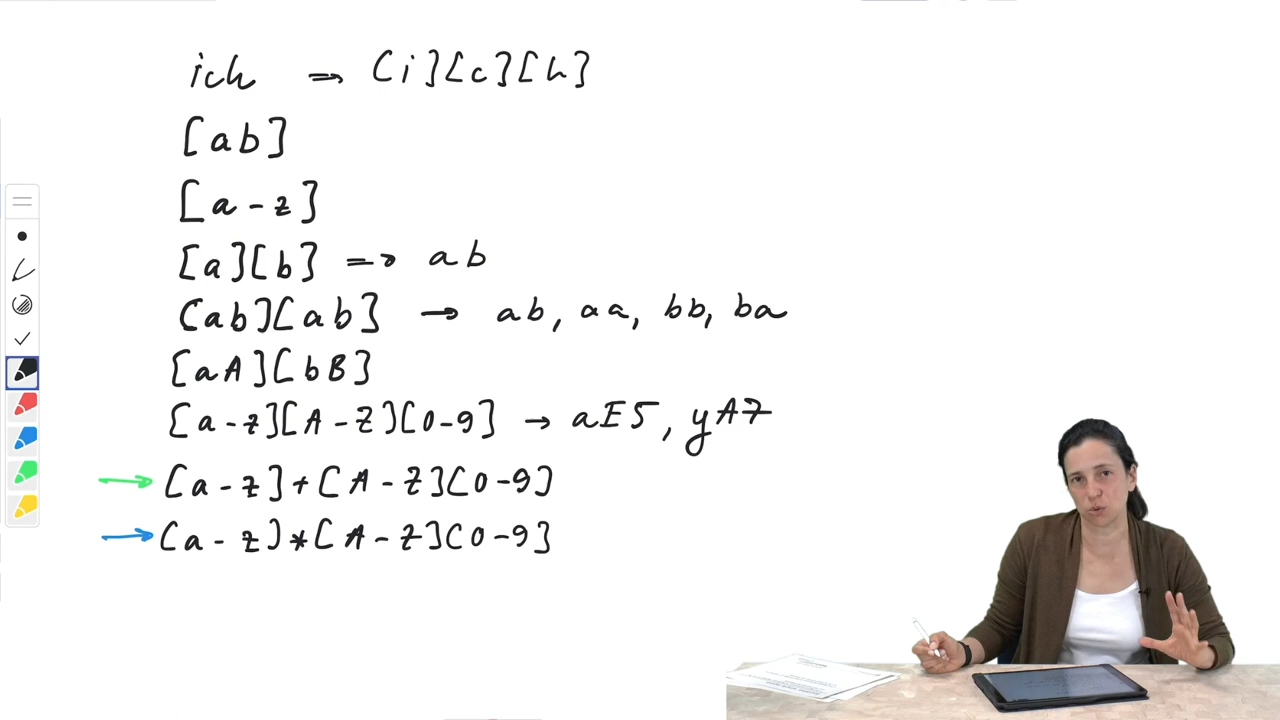 ich ⇒ [i][c][h]
[ab]
[a-z]
[a][b] ⇒ ab
[ab][ab] → ab, aa, bb, ba
[aA][bB]
[a-z][A-Z][0-9] → aE5, yA7
→ [a-z]+[A-Z][0-9]
→ [a-z]*[A-Z][0-9]